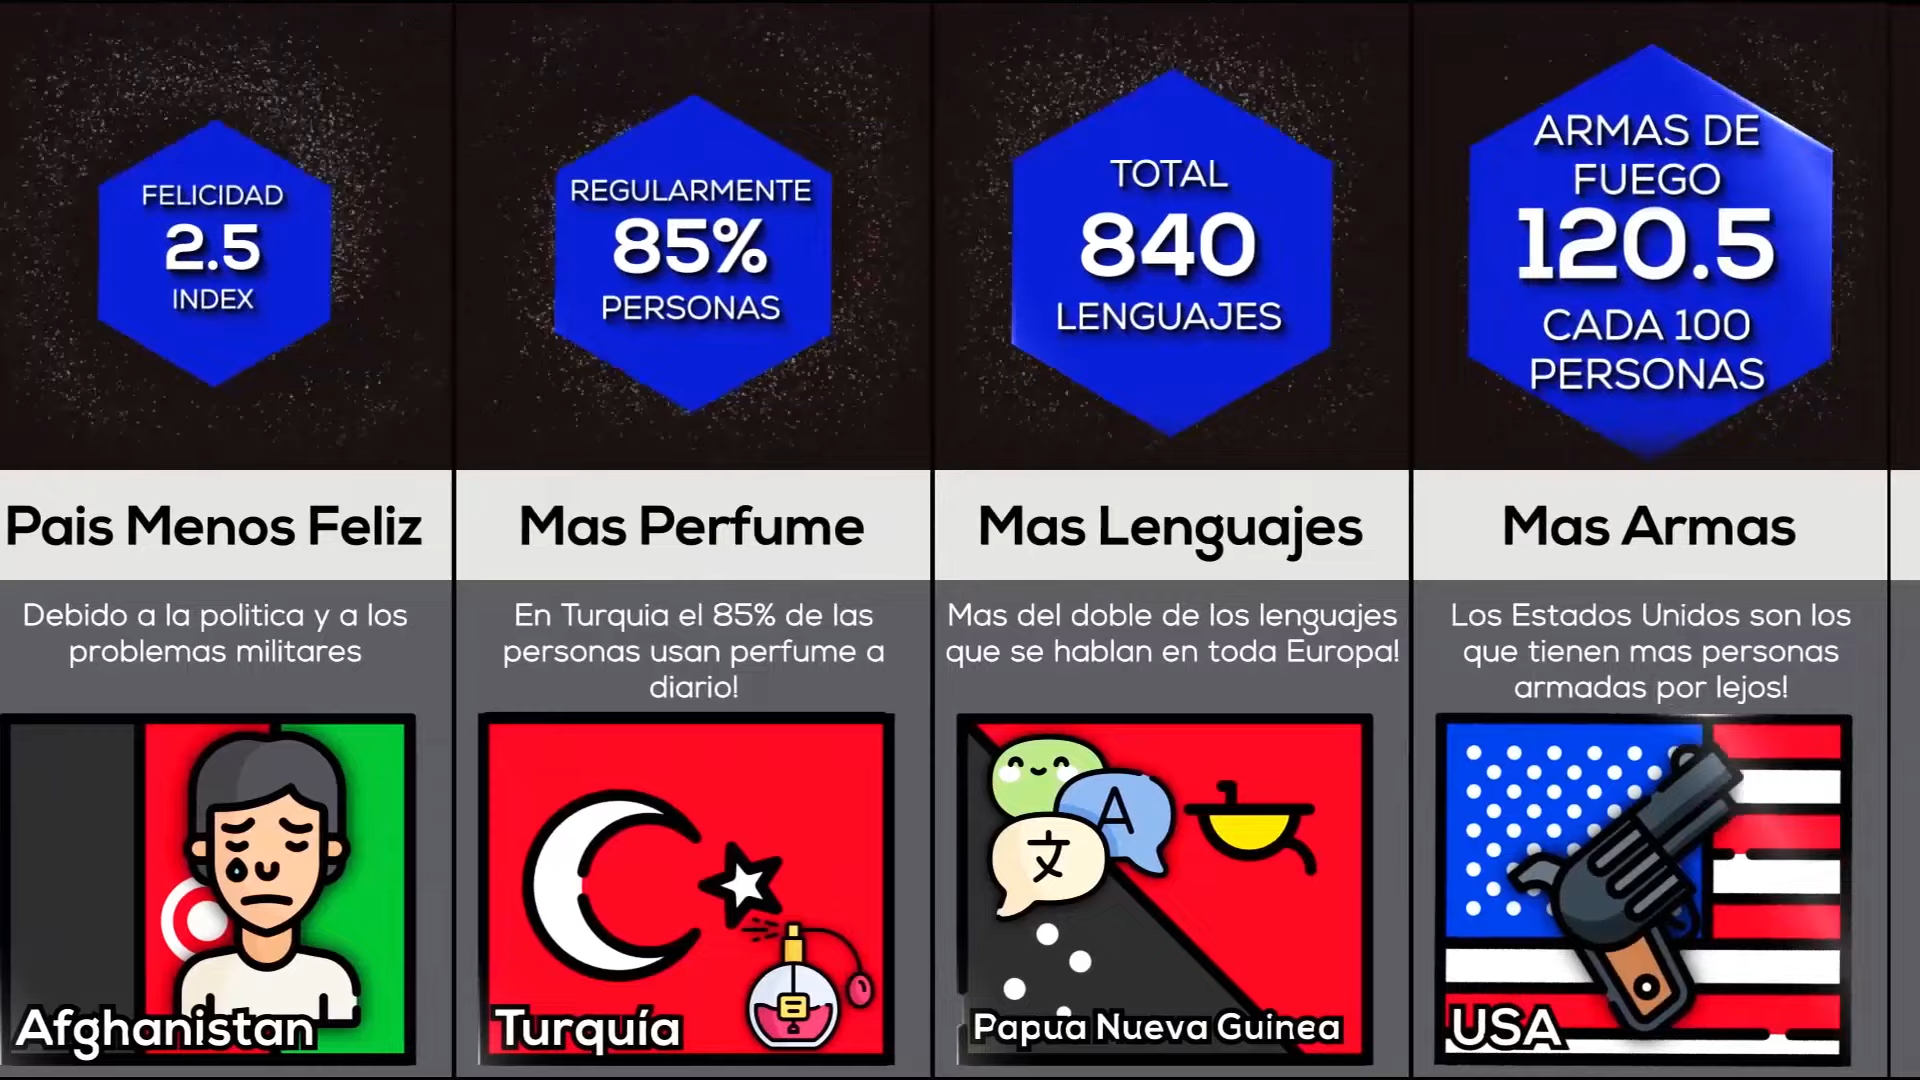 FELICIDAD
2.5
INDEX
Pais Menos Feliz
Debido a la politica y a los
problemas militares
Afghanistan
REGULARMENTE
85%
PERSONAS
Mas Perfume
En Turquia el 85% de las
personas usan perfume a
diario!
Turquía
TOTAL
840
LENGUAJES
Mas Lenguajes
Mas del doble de los lenguajes
que se hablan en toda Europa!
A
文
Papua Nueva Guinea
ARMAS DE
FUEGO
120.5
CADA 100
PERSONAS
Mas Armas
Los Estados Unidos son los
que tienen mas personas
armadas por lejos!
USA